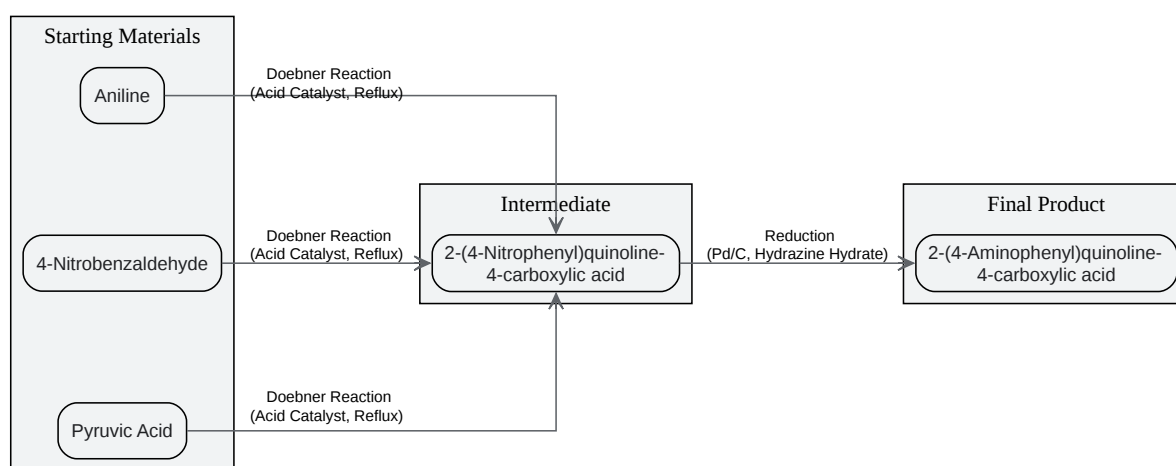 Starting Materials
Aniline
Doebner Reaction
(Acid Catalyst, Reflux)
4-Nitrobenzaldehyde
Doebner Reaction
(Acid Catalyst, Reflux)
Pyruvic Acid
Doebner Reaction
(Acid Catalyst, Reflux)
Intermediate
2-(4-Nitrophenyl)quinoline-
4-carboxylic acid
Reduction
(Pd/C, Hydrazine Hydrate)
Final Product
2-(4-Aminophenyl)quinoline-
4-carboxylic acid